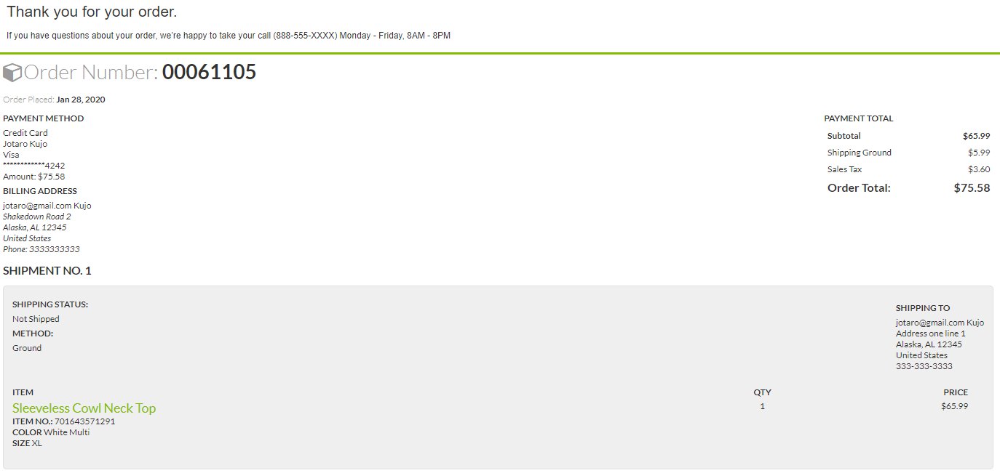 Thank you for your order.
If you have questions about your order, we're happy to take your call (888-555-XXXX) Monday - Friday, 8AM - 8PM
Order Number: 00061105
Order Placed: Jan 28, 2020
PAYMENT METHOD
Credit Card
Jotaro Kujo
Visa
************4242
Amount: $75.58
BILLING ADDRESS
jotaro@gmail.com Kujo
Shakedown Road 2
Alaska, AL 12345
United States
Phone: 3333333333
PAYMENT TOTAL
Subtotal $65.99
Shipping Ground $5.99
Sales Tax $3.60
Order Total: $75.58
SHIPMENT NO. 1
SHIPPING STATUS:
Not Shipped
METHOD:
Ground
SHIPPING TO
jotaro@gmail.com Kujo
Address one line 1
Alaska, AL 12345
United States
333-333-3333
ITEM QTY PRICE
Sleeveless Cowl Neck Top 1 $65.99
ITEM NO.: 701643571291
COLOR White Multi
SIZE XL